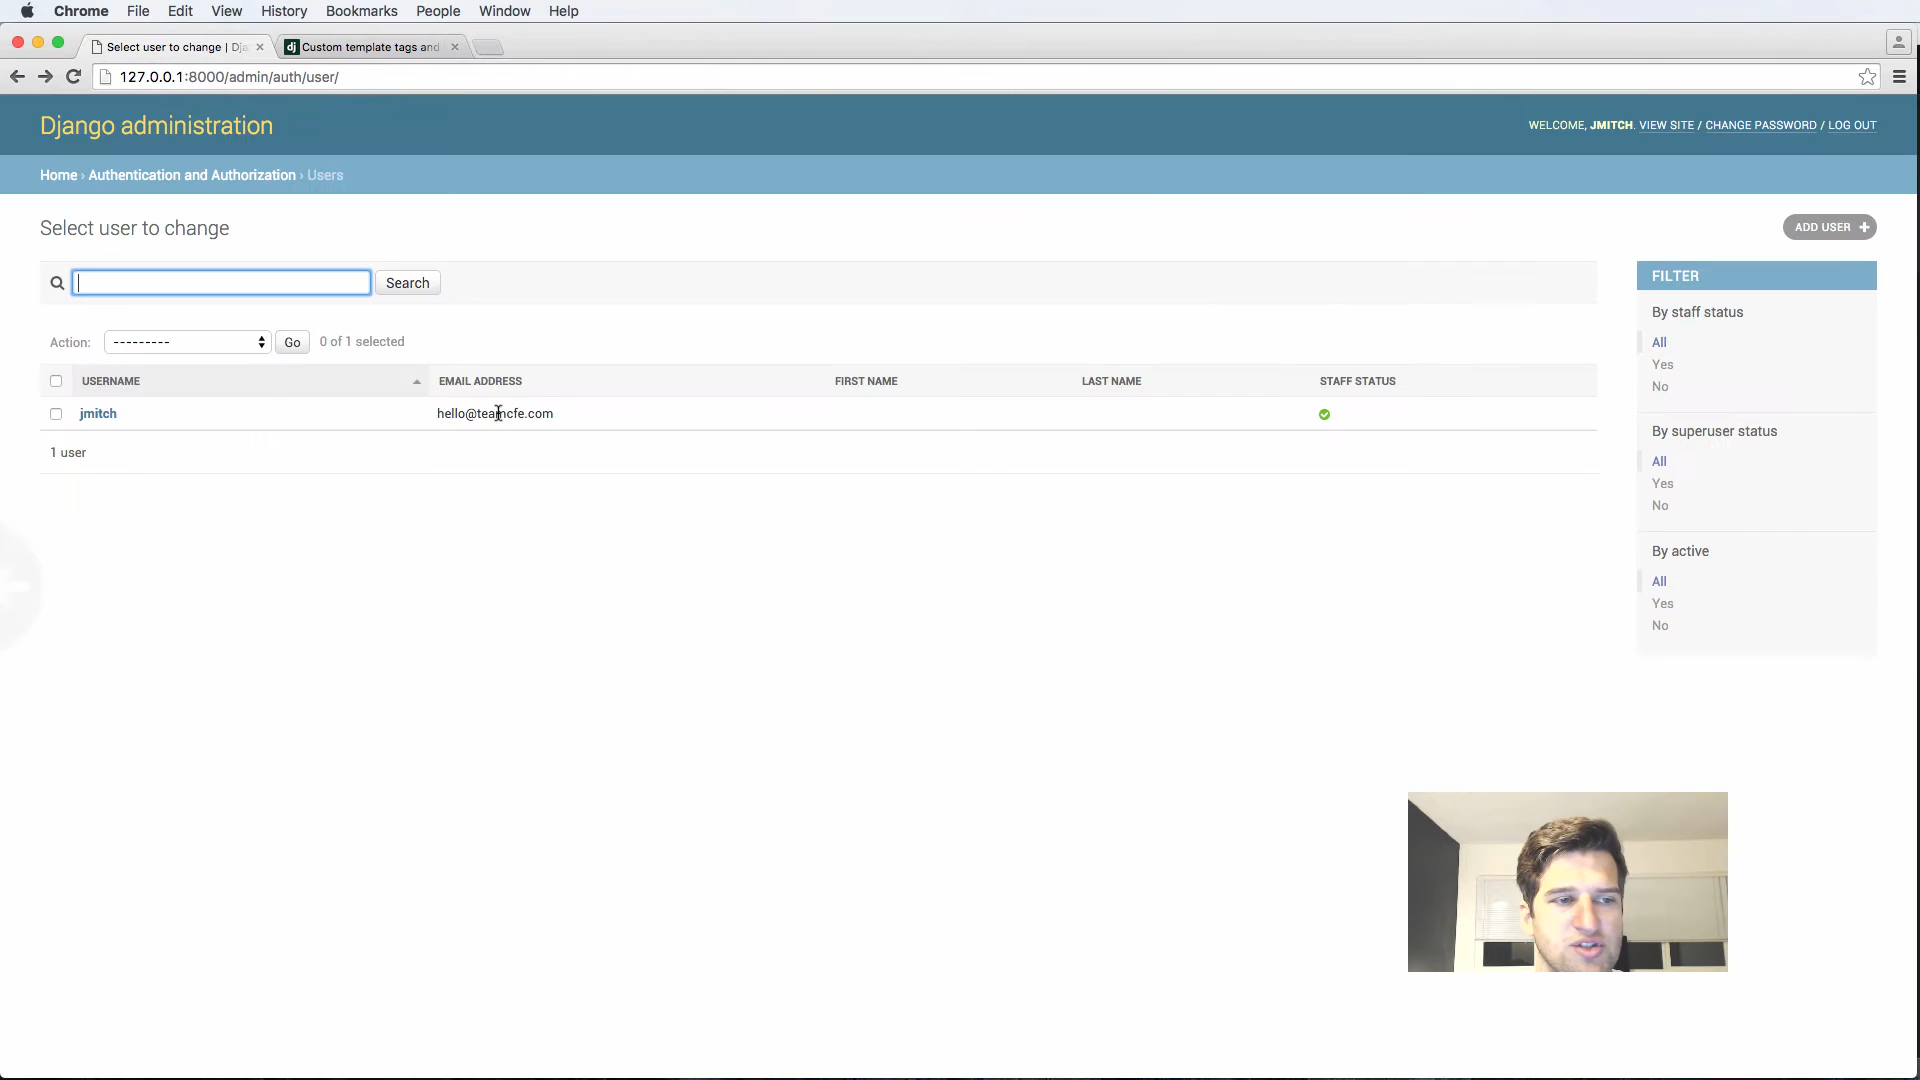 Chrome File Edit View History Bookmarks People Window Help
Select user to change | Dja
Custom template tags and
127.0.0.1:8000/admin/auth/user/
Django administration
WELCOME, JMITCH. VIEW SITE / CHANGE PASSWORD / LOG OUT
Home › Authentication and Authorization › Users
Select user to change
ADD USER +
Search
Action: --------- Go 0 of 1 selected
USERNAME EMAIL ADDRESS FIRST NAME LAST NAME STAFF STATUS
jmitch hello@teamcfe.com
1 user
FILTER
By staff status
All
Yes
No
By superuser status
All
Yes
No
By active
All
Yes
No